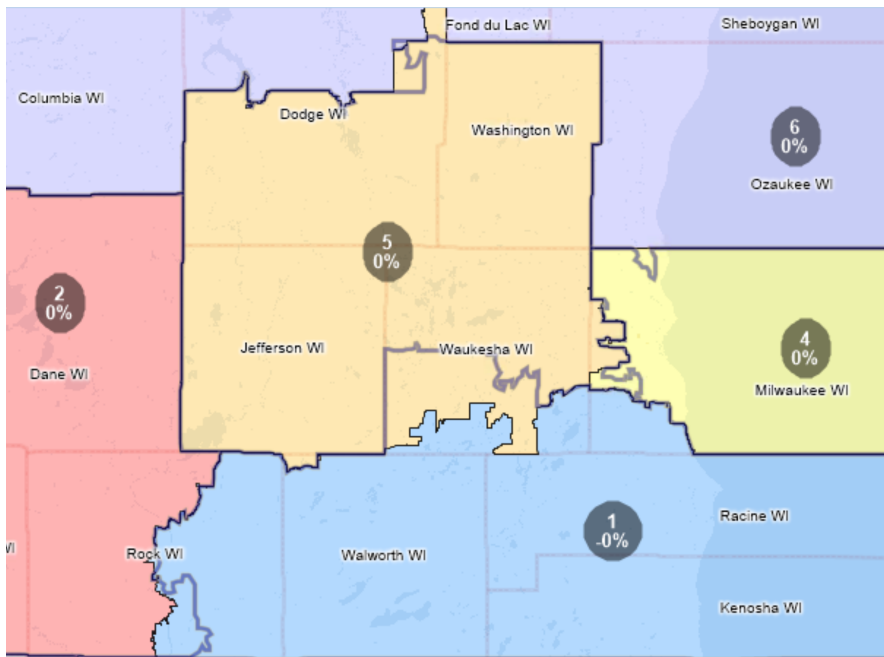 Fond du Lac WI
Sheboygan WI
Columbia WI
Dodge WI
Washington WI
6
0%
Ozaukee WI
5
0%
2
0%
Jefferson WI
Waukesha WI
4
0%
Dane WI
Milwaukee WI
1
-0%
Racine WI
WI
Rock WI
Walworth WI
Kenosha WI